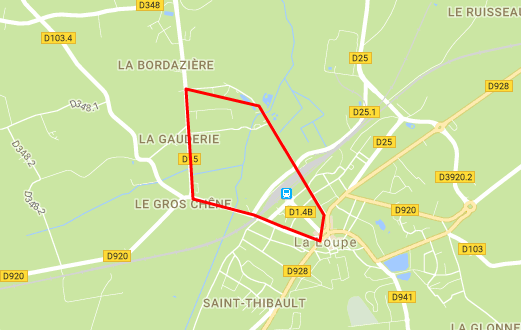 D348
LE RUISSEAU
D103.4
D25
LA BORDAZIÈRE
D928
D348.1
D25.1
LA GAUDERIE
D25
D348.2
D15
D3920.2
LE GROS CHÊNE
D1.4B
D920
La Loupe
D103
D920
D920
D928
D941
SAINT-THIBAULT
LA GLONNE